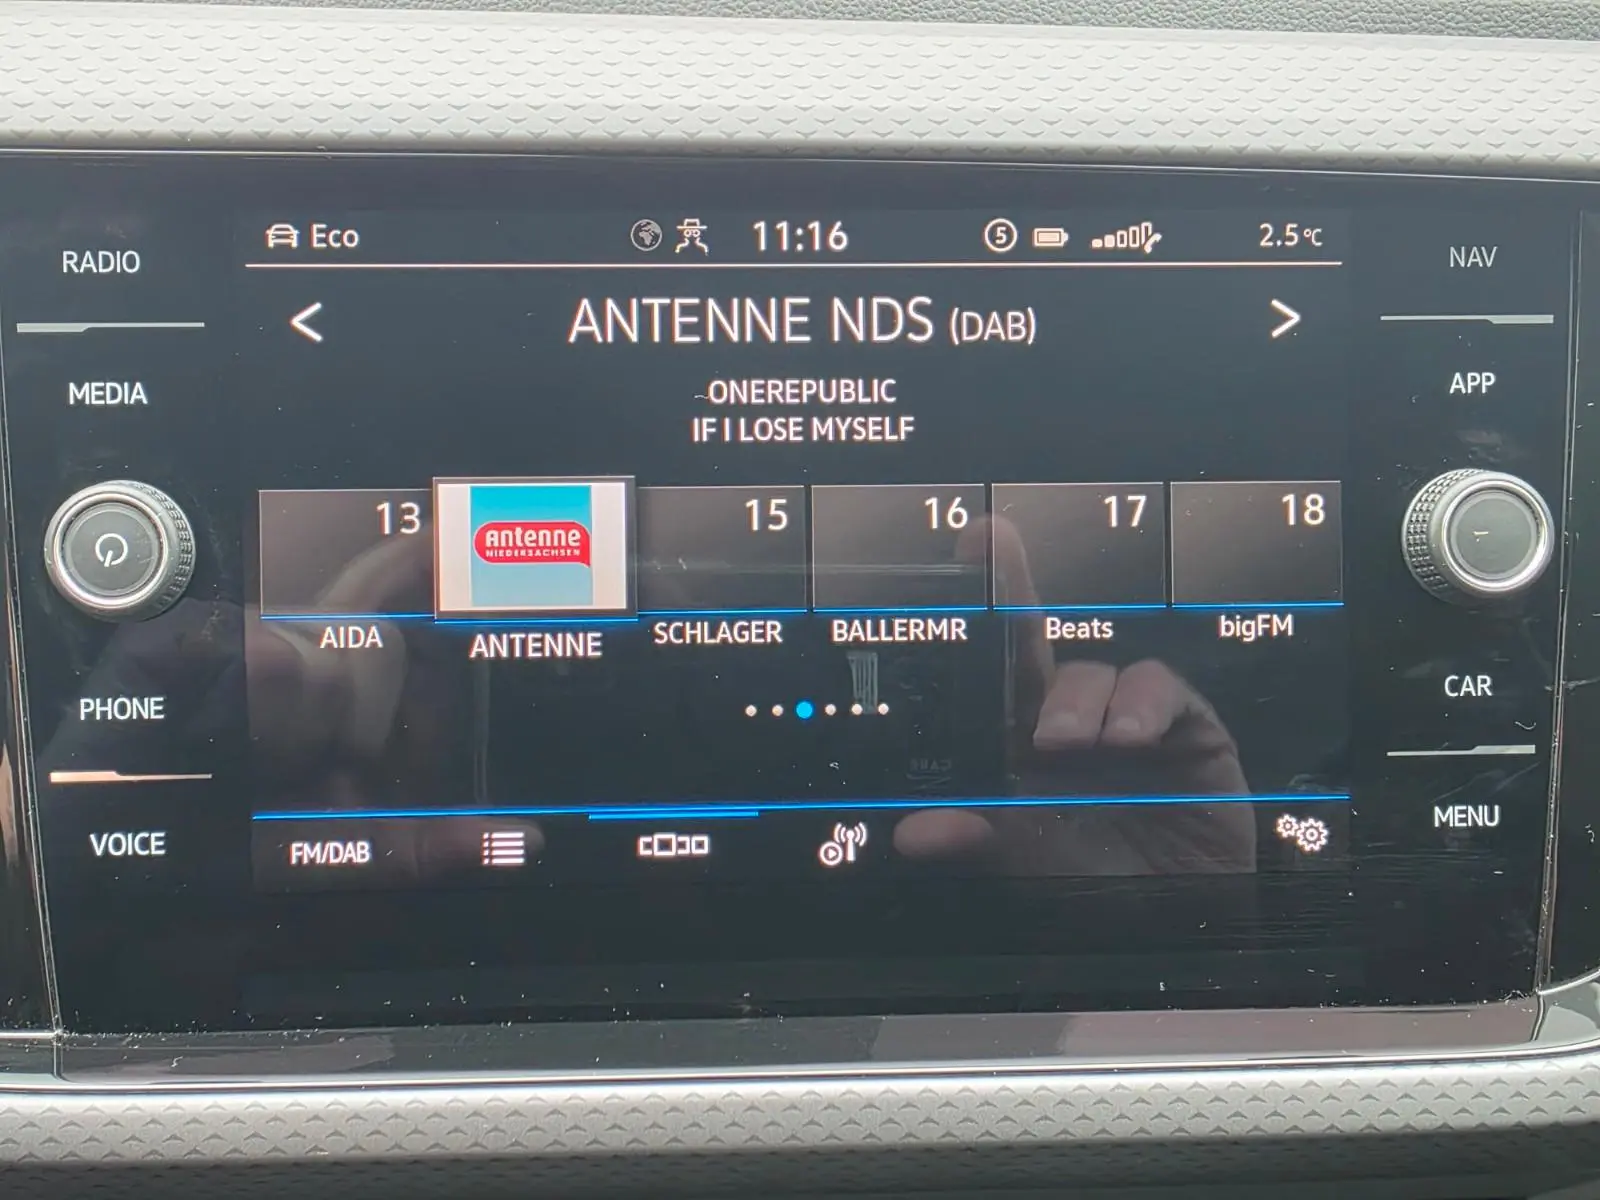 RADIO
MEDIA
PHONE
VOICE
Eco
11:16
5
2.5°C
< ANTENNE NDS (DAB) >
ONEREPUBLIC
IF I LOSE MYSELF
13
antenne
NIEDERSACHSEN
15
16
17
18
AIDA
ANTENNE
SCHLAGER
BALLERMR
Beats
bigFM
FM/DAB
NAV
APP
CAR
MENU